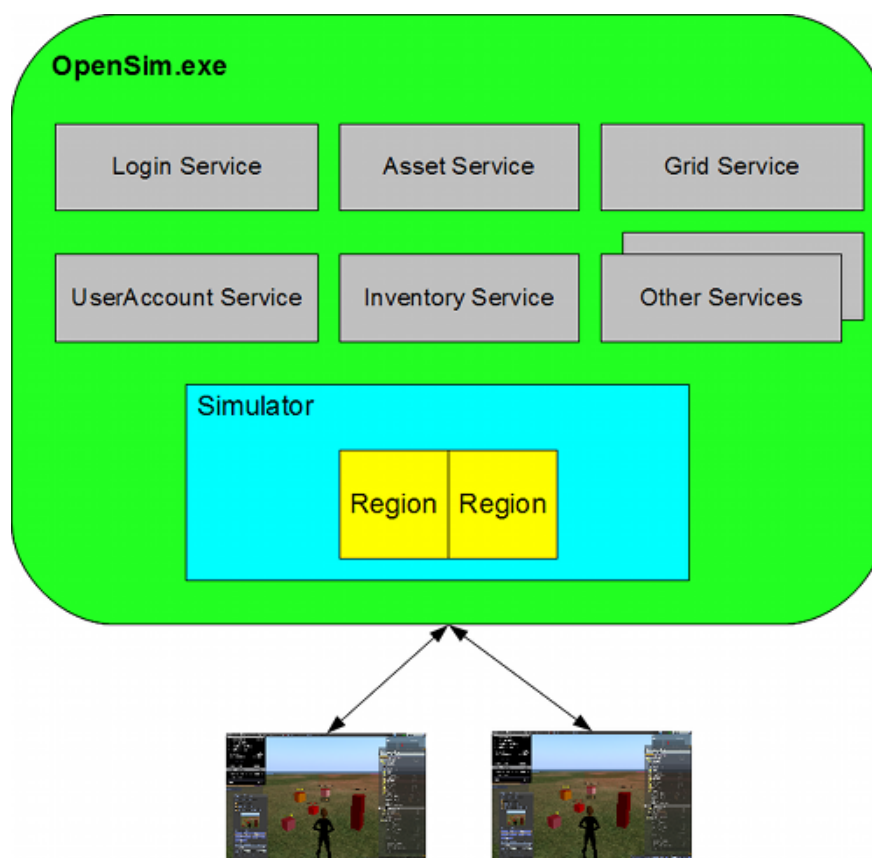 OpenSim.exe
Login Service
Asset Service
Grid Service
UserAccount Service
Inventory Service
Other Services
Simulator
Region
Region